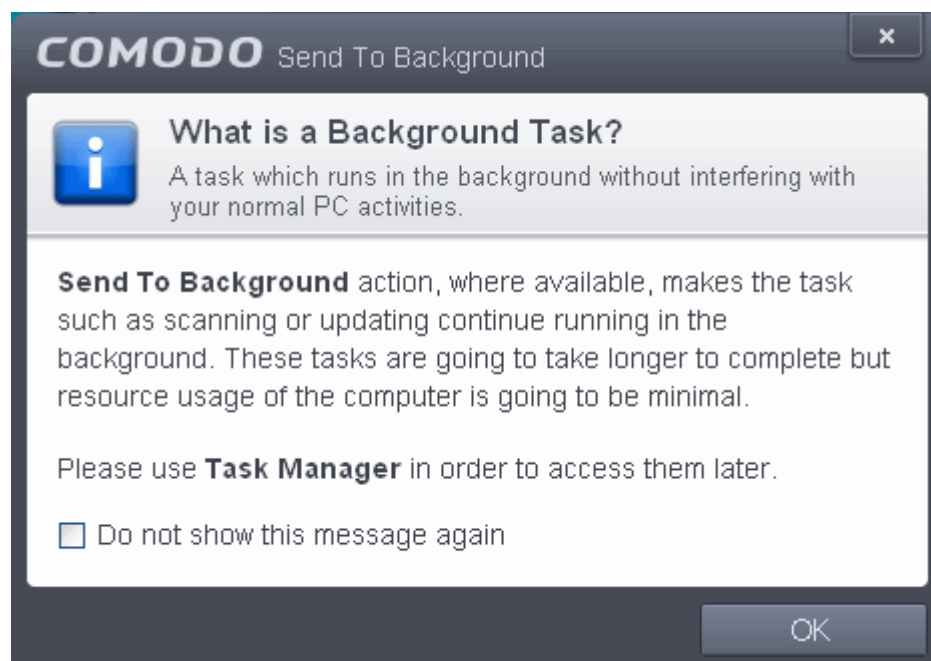 COMODO Send To Background
What is a Background Task?
A task which runs in the background without interfering with
your normal PC activities.
Send To Background action, where available, makes the task
such as scanning or updating continue running in the
background. These tasks are going to take longer to complete but
resource usage of the computer is going to be minimal.
Please use Task Manager in order to access them later.
Do not show this message again
OK